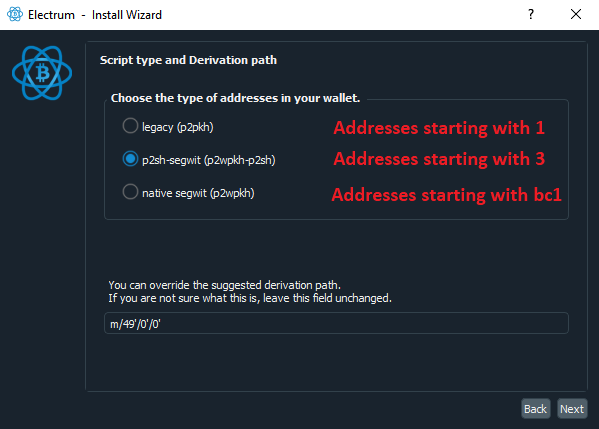 Electrum - Install Wizard
?
Script type and Derivation path
Choose the type of addresses in your wallet.
legacy (p2pkh) Addresses starting with 1
p2sh-segwit (p2wpkh-p2sh) Addresses starting with 3
native segwit (p2wpkh) Addresses starting with bc1
You can override the suggested derivation path.
If you are not sure what this is, leave this field unchanged.
m/49'/0'/0'
Back Next